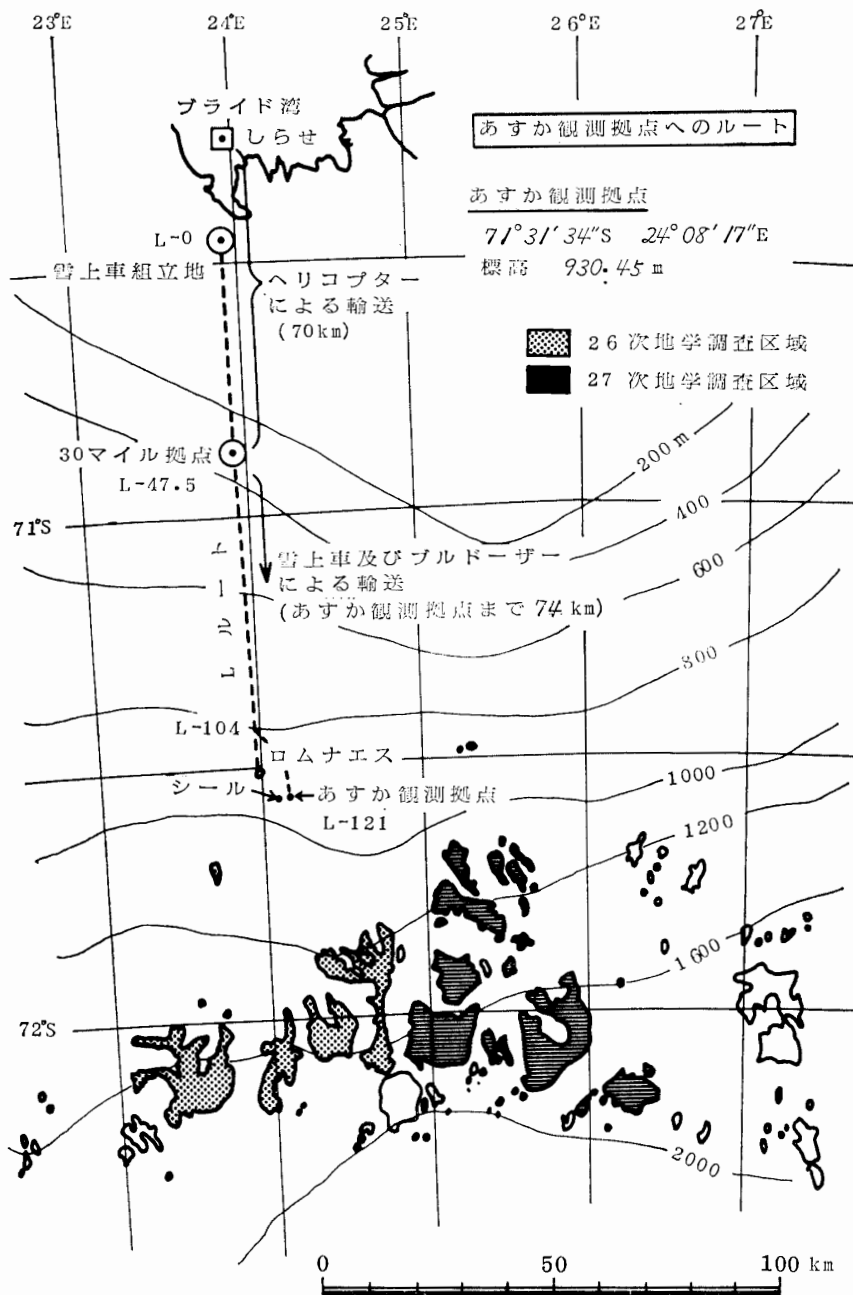 23°E 24°E 25°E 26°E 27°E
ブライド湾
しらせ
あすか観測拠点へのルート
あすか観測拠点
71°31′34″S 24°08′17″E
標高 930.45 m
L-0
雪上車組立地
ヘリコプター
による輸送
(70km)
26次地学調査区域
27次地学調査区域
30マイル拠点
L-47.5
200m
400
600
800
1000
1200
1600
2000
71°S
雪上車及びブルドーザー
による輸送
(あすか観測拠点まで 74 km)
Lルート
L-104
ロムナエス
シール
あすか観測拠点
L-121
72°S
0 50 100 km